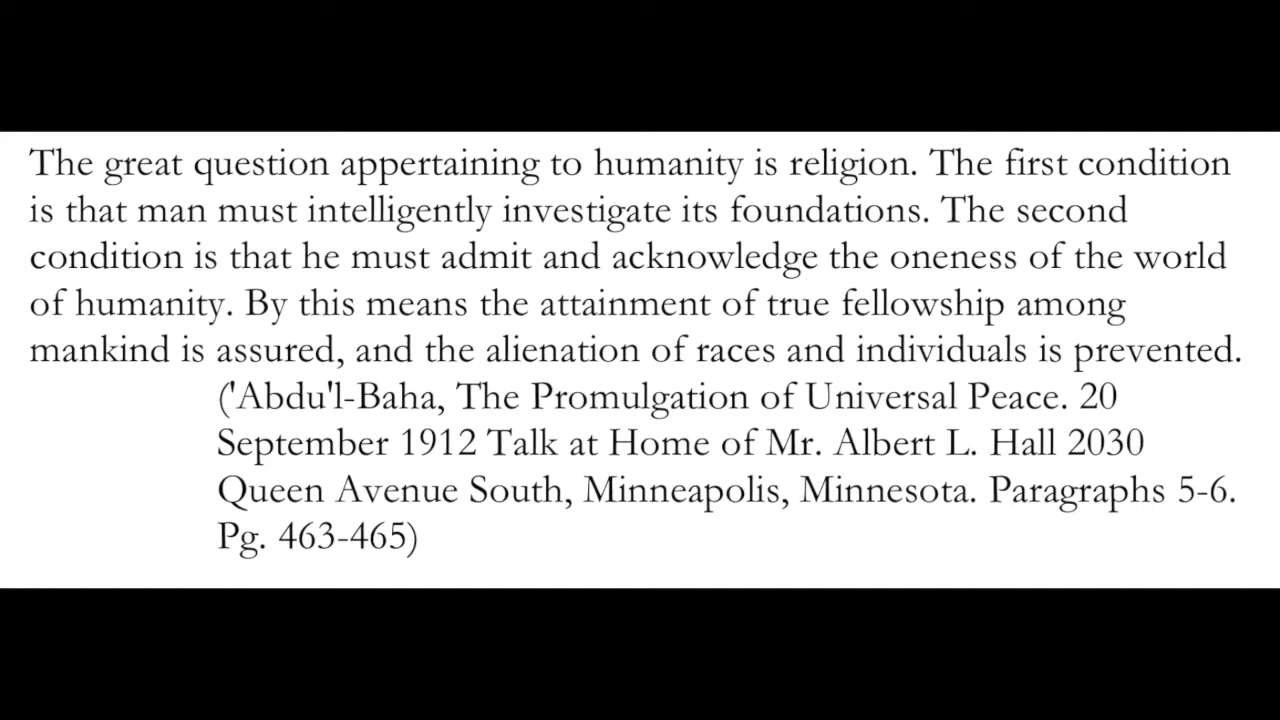 The great question appertaining to humanity is religion. The first condition
is that man must intelligently investigate its foundations. The second
condition is that he must admit and acknowledge the oneness of the world
of humanity. By this means the attainment of true fellowship among
mankind is assured, and the alienation of races and individuals is prevented.
('Abdu'l-Baha, The Promulgation of Universal Peace. 20
September 1912 Talk at Home of Mr. Albert L. Hall 2030
Queen Avenue South, Minneapolis, Minnesota. Paragraphs 5-6.
Pg. 463-465)